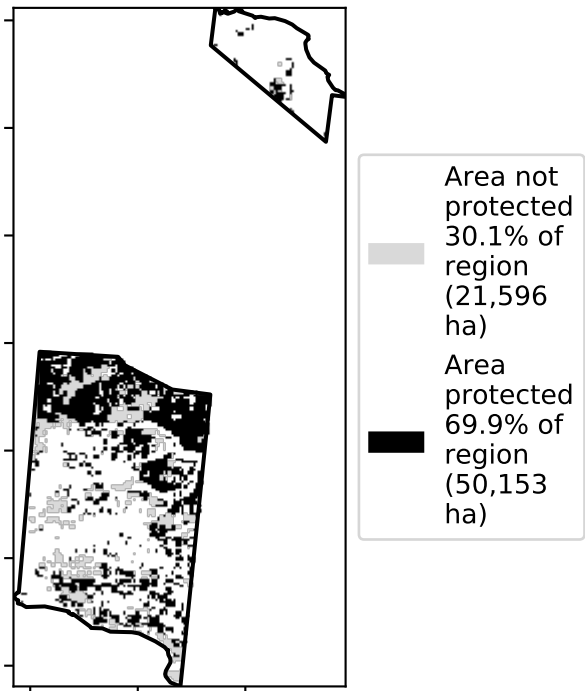 Area not
protected
30.1% of
region
(21,596
ha)
Area
protected
69.9% of
region
(50,153
ha)